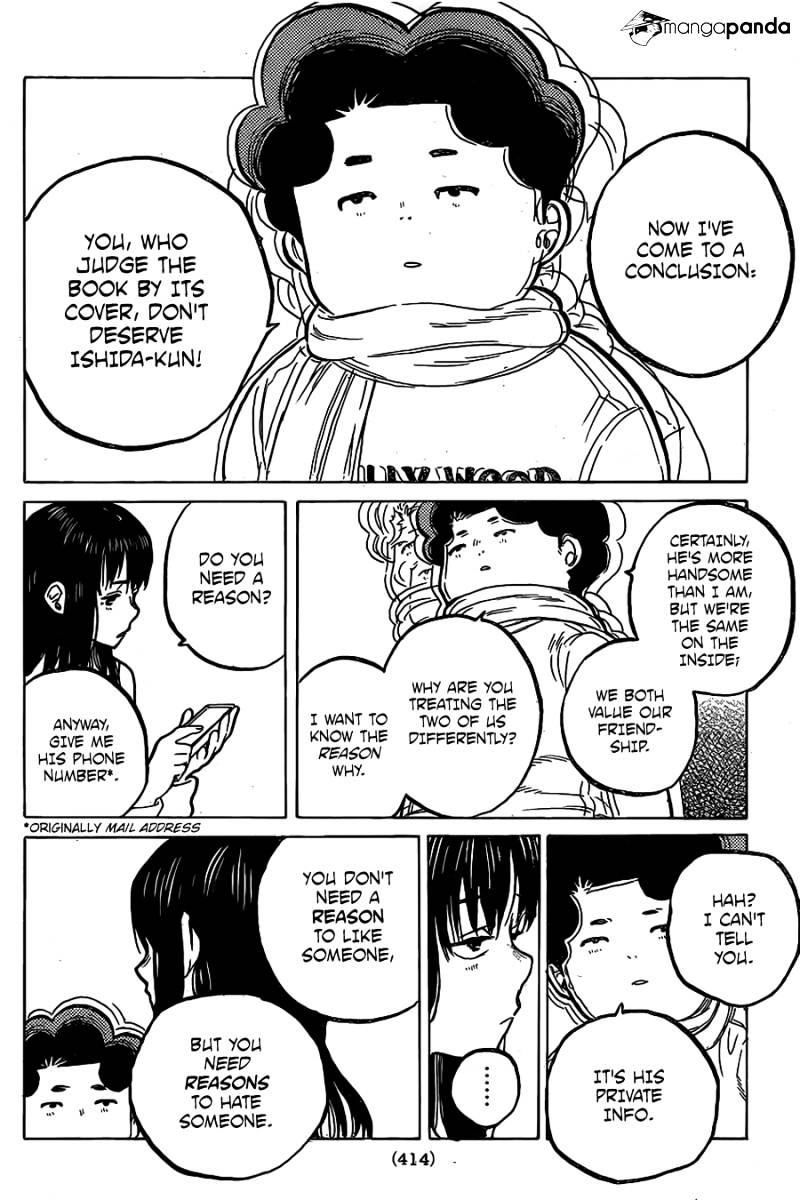 mangapanda
NOW I'VE
COME TO A
CONCLUSION:
YOU, WHO
JUDGE THE
BOOK BY ITS
COVER, DON'T
DESERVE
ISHIDA-KUN!
CERTAINLY,
HE'S MORE
HANDSOME
THAN I AM,
BUT WE'RE
THE SAME
ON THE
INSIDE;
WE BOTH
VALUE OUR
FRIEND-
SHIP.
WHY ARE YOU
TREATING THE
TWO OF US
DIFFERENTLY?
I WANT TO
KNOW THE
REASON
WHY.
DO YOU
NEED A
REASON?
ANYWAY,
GIVE ME
HIS PHONE
NUMBER*.
*ORIGINALLY MAIL ADDRESS
HAH?
I CAN'T
TELL
YOU.
IT'S HIS
PRIVATE
INFO.
......
YOU DON'T
NEED A
REASON
TO LIKE
SOMEONE,
BUT YOU
NEED
REASONS
TO HATE
SOMEONE.
(414)